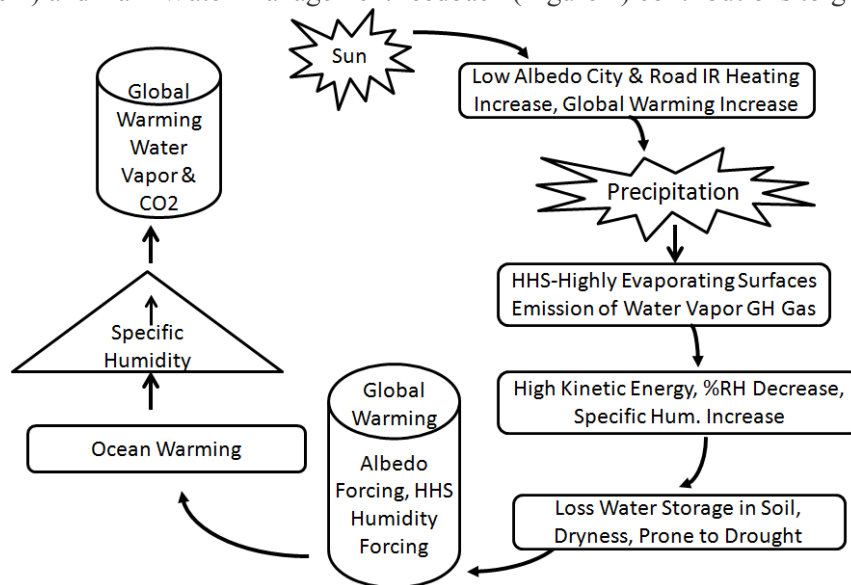 Sun
Low Albedo City & Road IR Heating
Increase, Global Warming Increase
Precipitation
HHS-Highly Evaporating Surfaces
Emission of Water Vapor GH Gas
High Kinetic Energy, %RH Decrease,
Specific Hum. Increase
Loss Water Storage in Soil,
Dryness, Prone to Drought
Global
Warming
Albedo
Forcing, HHS
Humidity
Forcing
Ocean Warming
Specific
Humidity
Global
Warming
Water
Vapor &
CO2